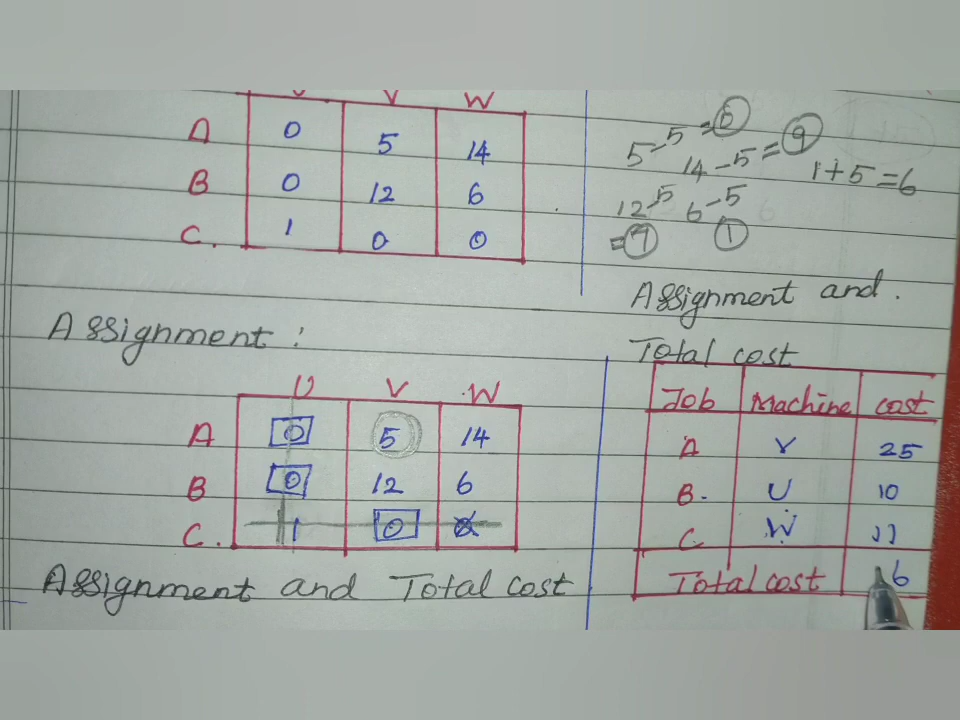 U V W
A 0 5 14
B 0 12 6
C. 1 0 0
5-5=0
14-5=9
1+5=6
12-5 6-5
=7 1
Assignment and.
Total cost
Assignment :
U V W
A 0 5 14
B 0 12 6
C. 1 0 0
Assignment and Total cost
Job Machine cost
A V 25
B. U 10
C W 11
Total cost 6